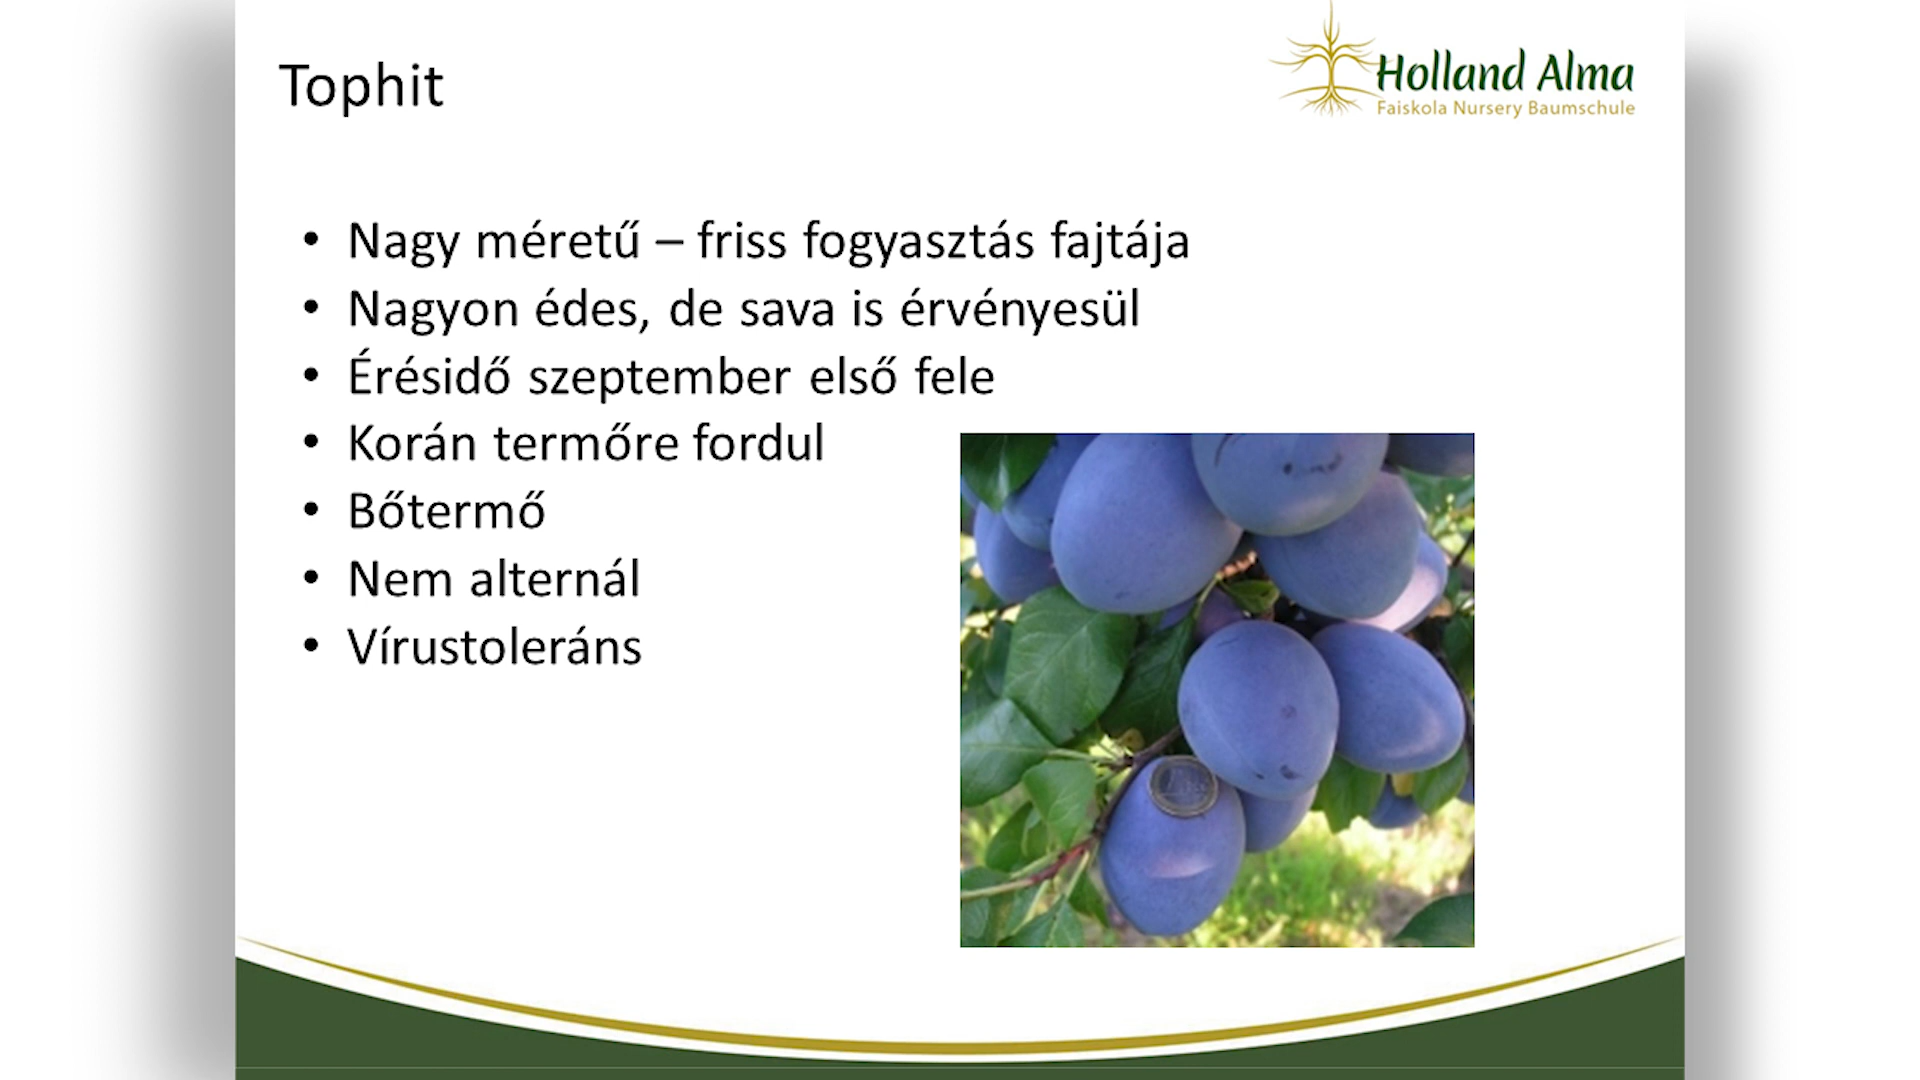 Tophit
Holland Alma
Faiskola Nursery Baumschule
• Nagy méretű – friss fogyasztás fajtája
• Nagyon édes, de sava is érvényesül
• Érésidő szeptember első fele
• Korán termőre fordul
• Bőtermő
• Nem alternál
• Vírustoleráns